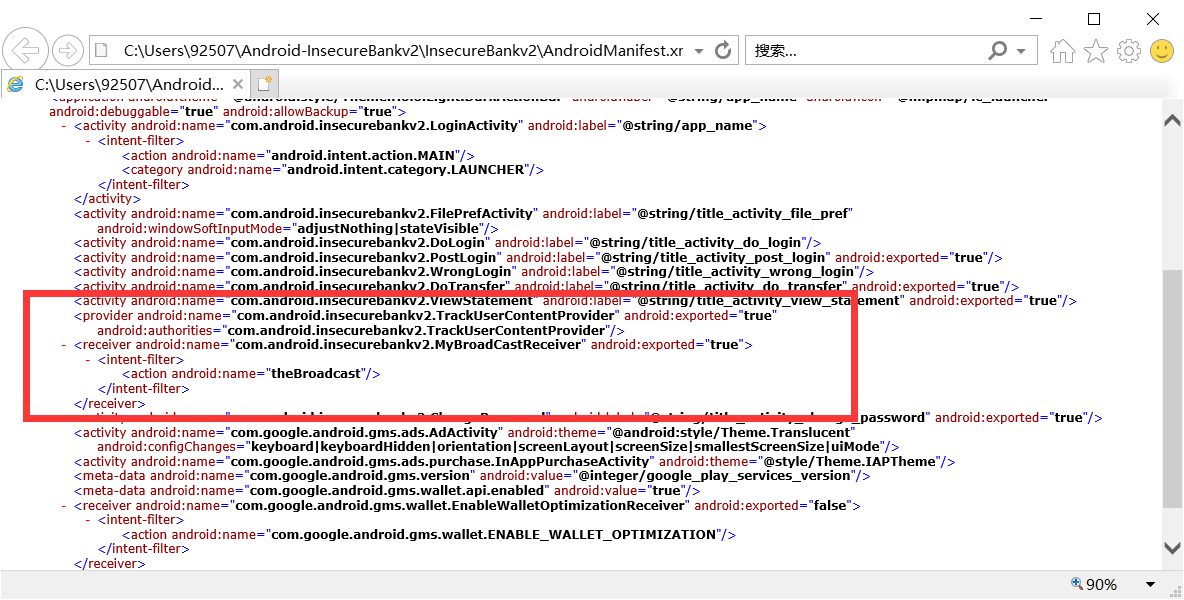 C:\Users\92507\Android-InsecureBankv2\InsecureBankv2\AndroidManifest.xr
搜索...
C:\Users\92507\Android...
android:debuggable="true" android:allowBackup="true">
- <activity android:name="com.android.insecurebankv2.LoginActivity" android:label="@string/app_name">
- <intent-filter>
<action android:name="android.intent.action.MAIN"/>
<category android:name="android.intent.category.LAUNCHER"/>
</intent-filter>
</activity>
<activity android:name="com.android.insecurebankv2.FilePrefActivity" android:label="@string/title_activity_file_pref"
android:windowSoftInputMode="adjustNothing|stateVisible"/>
<activity android:name="com.android.insecurebankv2.DoLogin" android:label="@string/title_activity_do_login"/>
<activity android:name="com.android.insecurebankv2.PostLogin" android:label="@string/title_activity_post_login" android:exported="true"/>
<activity android:name="com.android.insecurebankv2.WrongLogin" android:label="@string/title_activity_wrong_login"/>
<activity android:name="com.android.insecurebankv2.DoTransfer" android:label="@string/title_activity_do_transfer" android:exported="true"/>
<activity android:name="com.android.insecurebankv2.ViewStatement" android:label="@string/title_activity_view_statement" android:exported="true"/>
<provider android:name="com.android.insecurebankv2.TrackUserContentProvider" android:exported="true"
android:authorities="com.android.insecurebankv2.TrackUserContentProvider"/>
- <receiver android:name="com.android.insecurebankv2.MyBroadCastReceiver" android:exported="true">
- <intent-filter>
<action android:name="theBroadcast"/>
</intent-filter>
</receiver>
_password" android:exported="true"/>
<activity android:name="com.google.android.gms.ads.AdActivity" android:theme="@android:style/Theme.Translucent"
android:configChanges="keyboard|keyboardHidden|orientation|screenLayout|screenSize|smallestScreenSize|uiMode"/>
<activity android:name="com.google.android.gms.ads.purchase.InAppPurchaseActivity" android:theme="@style/Theme.IAPTheme"/>
<meta-data android:name="com.google.android.gms.version" android:value="@integer/google_play_services_version"/>
<meta-data android:name="com.google.android.gms.wallet.api.enabled" android:value="true"/>
- <receiver android:name="com.google.android.gms.wallet.EnableWalletOptimizationReceiver" android:exported="false">
- <intent-filter>
<action android:name="com.google.android.gms.wallet.ENABLE_WALLET_OPTIMIZATION"/>
</intent-filter>
</receiver>
90%